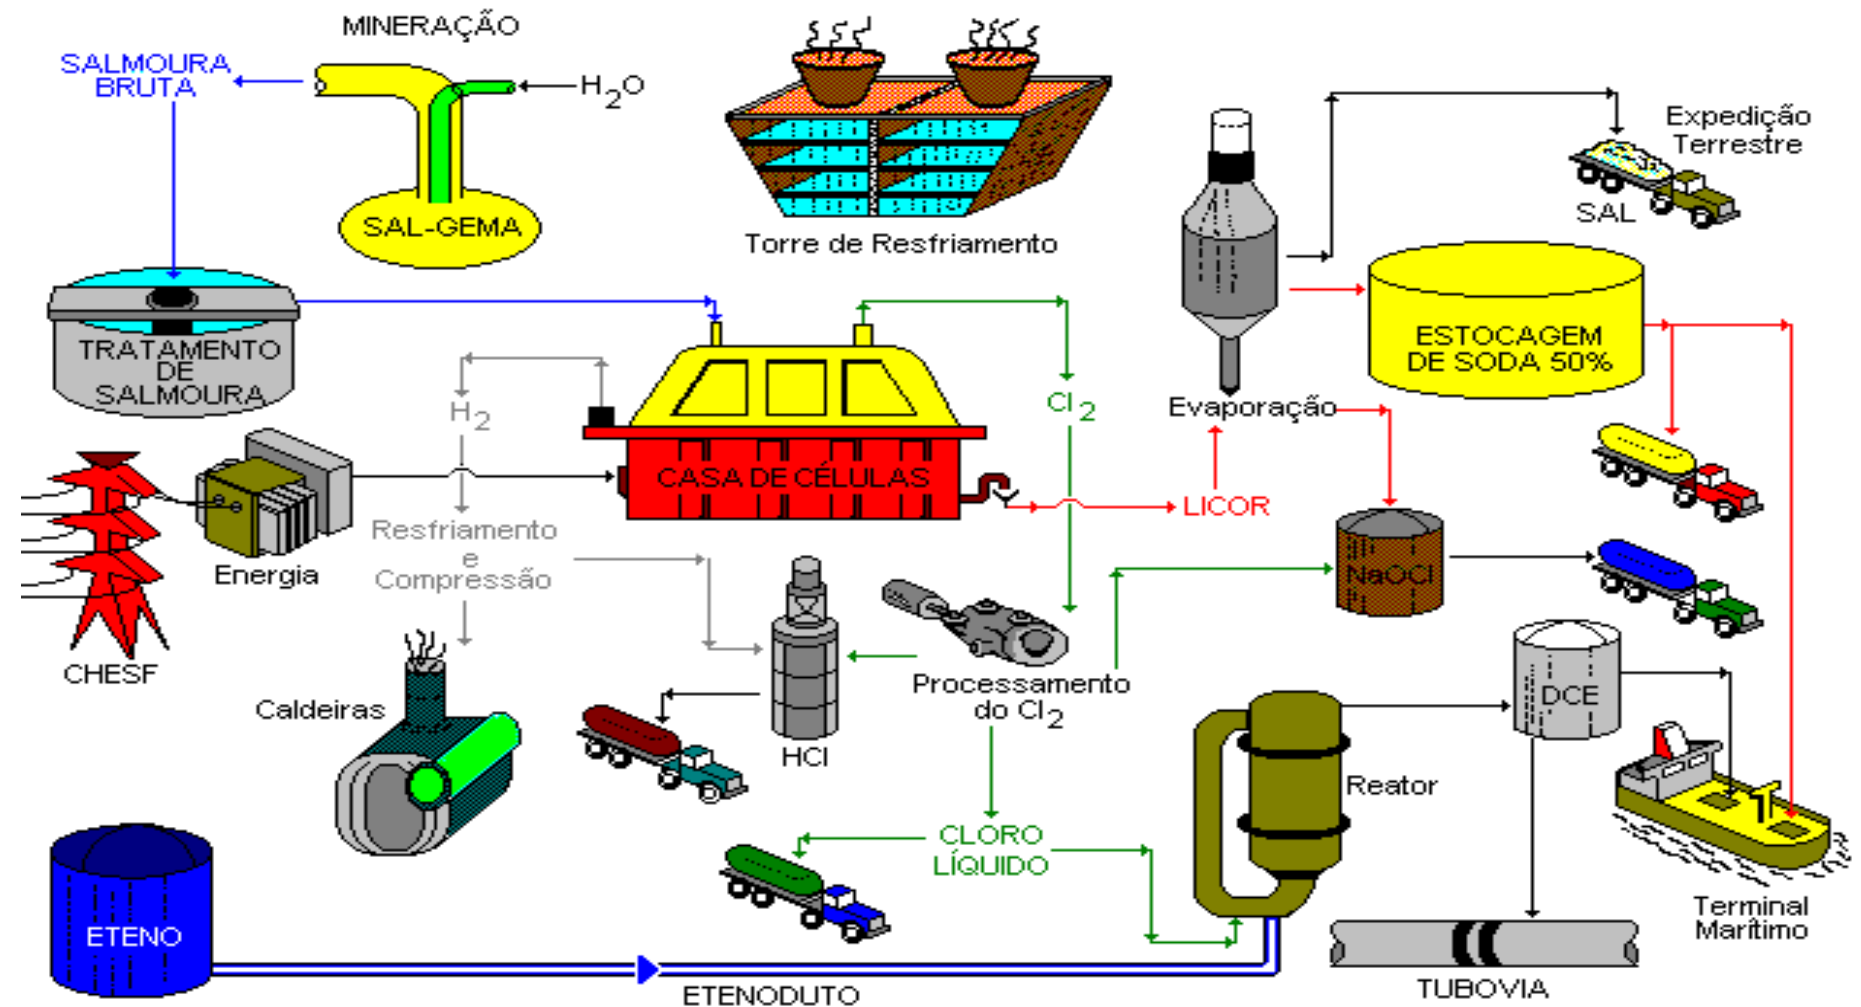 MINERAÇÃO
SALMOURA
BRUTA
H2O
SAL-GEMA
Torre de Resfriamento
Expedição
Terrestre
SAL
TRATAMENTO
DE
SALMOURA
H2
Cl2
ESTOCAGEM
DE SODA 50%
Evaporação
CASA DE CÉLULAS
LICOR
Resfriamento
e
Compressão
Energia
NaOCl
CHESF
Caldeiras
HCl
Processamento
do Cl2
DCE
Reator
CLORO
LÍQUIDO
Terminal
Marítimo
ETENO
ETENODUTO
TUBOVIA